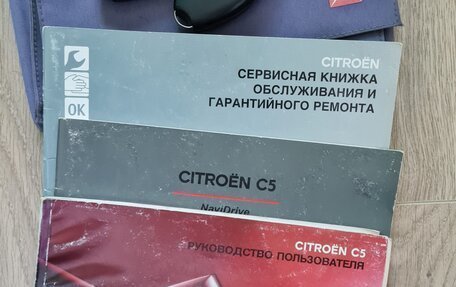 CITROËN
СЕРВИСНАЯ КНИЖКА
ОБСЛУЖИВАНИЯ И
ГАРАНТИЙНОГО РЕМОНТА
OK
CITROËN C5
NaviDrive
CITROËN C5
РУКОВОДСТВО ПОЛЬЗОВАТЕЛЯ